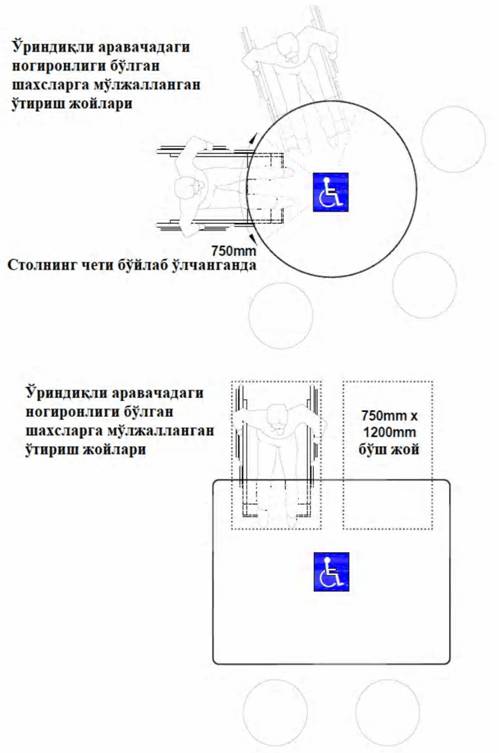 Ўриндиқли аравачадаги
ногиронлиги бўлган
шахсларга мўлжалланган
ўтириш жойлари
750mm
Столнинг чети бўйлаб ўлчанганда
Ўриндиқли аравачадаги
ногиронлиги бўлган
шахсларга мўлжалланган
ўтириш жойлари
750mm x
1200mm
бўш жой